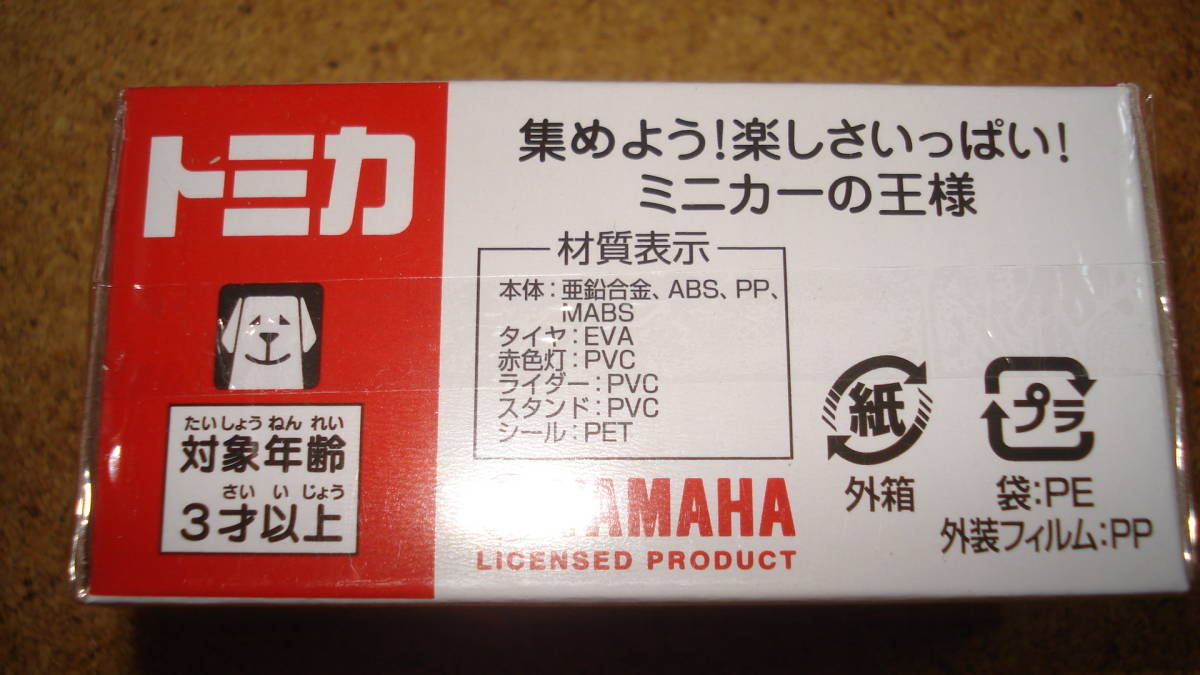 トミカ
たいしょうねんれい
対象年齢
さいいじょう
3才以上
集めよう!楽しさいっぱい!
ミニカーの王様
材質表示
本体:亜鉛合金、ABS、PP、
MABS
タイヤ:EVA
赤色灯:PVC
ライダー:PVC
スタンド:PVC
シール:PET
YAMAHA
LICENSED PRODUCT
紙
外箱
プラ
袋:PE
外装フィルム:PP